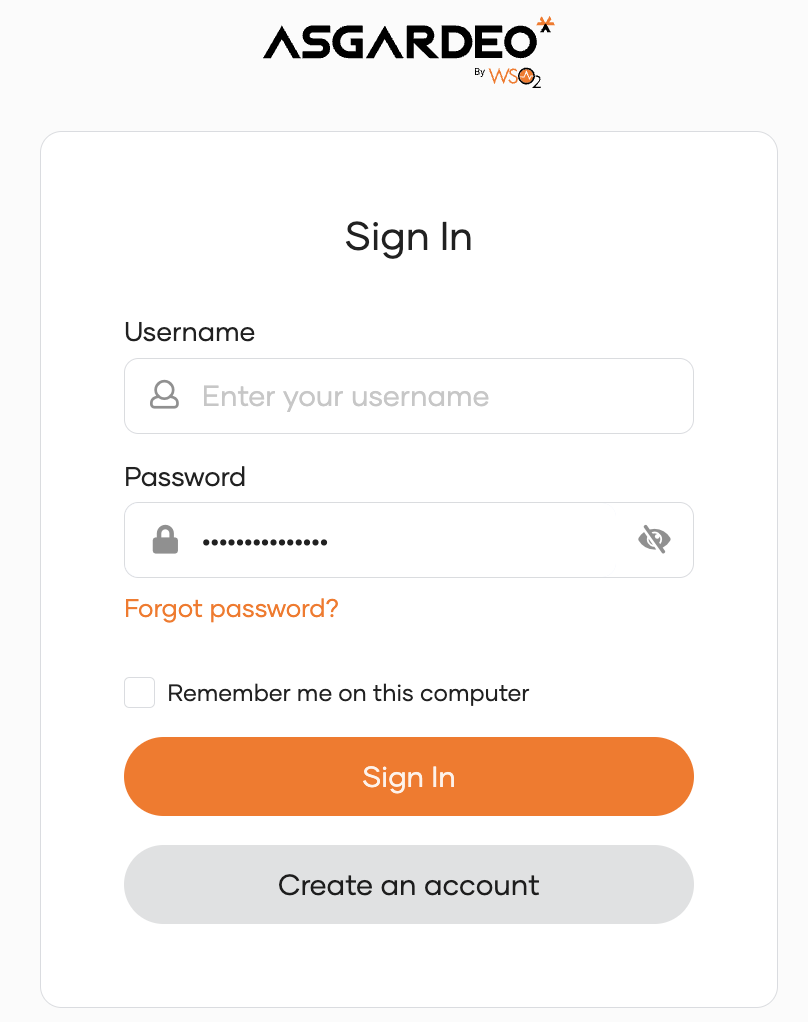 ASGARDEO
By WSO2
Sign In
Username
Enter your username
Password
•••••••••••••••
Forgot password?
Remember me on this computer
Sign In
Create an account